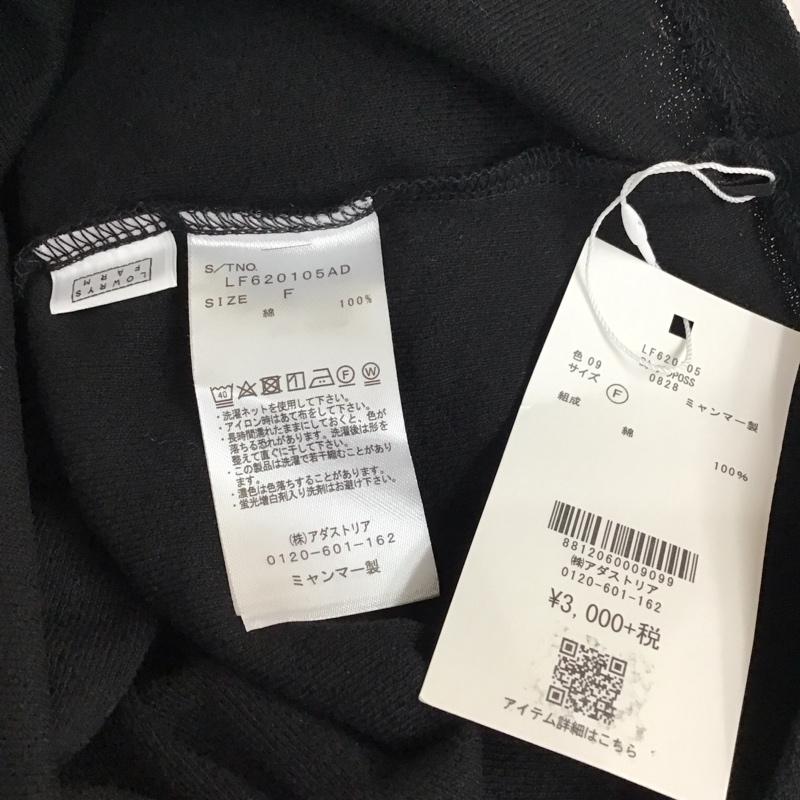 LOWRYS
FARM
S/TNO.
LF620105AD
SIZE F
綿 100%
40
F
W
・洗濯ネットを使用して下さい。
・アイロン時はあて布をして下さい。
・長時間濡れたままにしておくと、色が
落ちる恐れがあります。洗濯後は形を
整えて直ぐに干して下さい。
・この製品は洗濯で若干縮むことがあり
ます。
・濃色は色落ちすることがあります。
・蛍光増白剤入り洗剤はお避け下さい。
(株)アダストリア
0120-601-162
ミャンマー製
色 09
0828
サイズ F ミャンマー製
組成
綿
100%
8812060009099
(株)アダストリア
0120-601-162
¥3,000+税
アイテム詳細はこちら